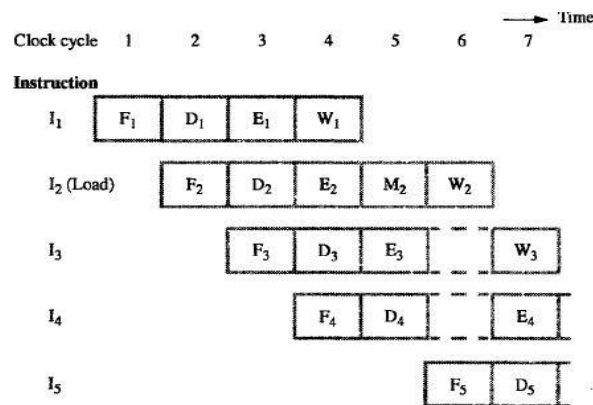 Time
Clock cycle 1 2 3 4 5 6 7
Instruction
I₁ F₁ D₁ E₁ W₁
I₂ (Load) F₂ D₂ E₂ M₂ W₂
I₃ F₃ D₃ E₃ W₃
I₄ F₄ D₄ E₄
I₅ F₅ D₅